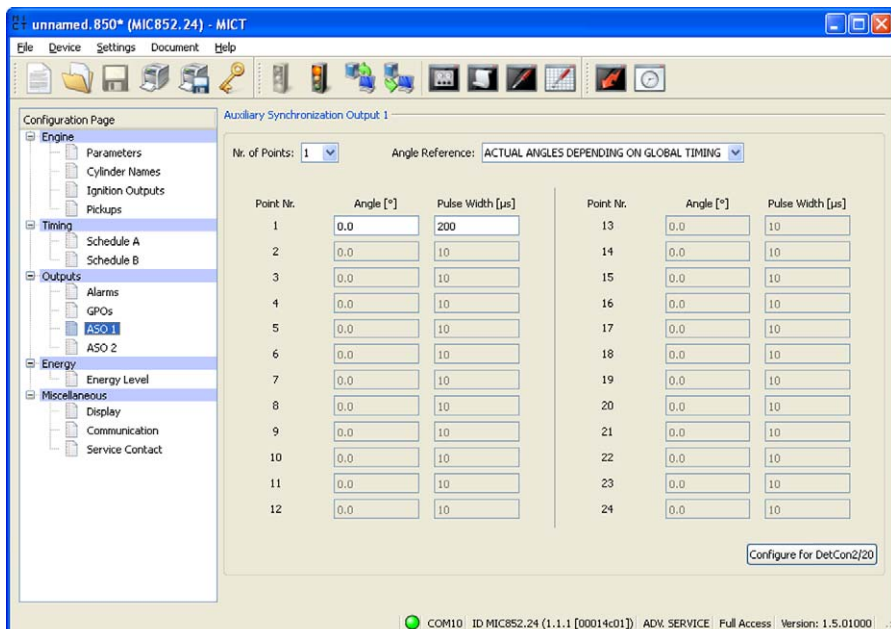 unnamed.850* (MIC852.24) - MICT
File Device Settings Document Help
Configuration Page
Engine
Parameters
Cylinder Names
Ignition Outputs
Pickups
Timing
Schedule A
Schedule B
Outputs
Alarms
GPOs
ASO 1
ASO 2
Energy
Energy Level
Miscellaneous
Display
Communication
Service Contact
Auxiliary Synchronization Output 1
Nr. of Points: 1 Angle Reference: ACTUAL ANGLES DEPENDING ON GLOBAL TIMING
Point Nr. Angle [°] Pulse Width [µs] Point Nr. Angle [°] Pulse Width [µs]
1 0.0 200 13 0.0 10
2 0.0 10 14 0.0 10
3 0.0 10 15 0.0 10
4 0.0 10 16 0.0 10
5 0.0 10 17 0.0 10
6 0.0 10 18 0.0 10
7 0.0 10 19 0.0 10
8 0.0 10 20 0.0 10
9 0.0 10 21 0.0 10
10 0.0 10 22 0.0 10
11 0.0 10 23 0.0 10
12 0.0 10 24 0.0 10
Configure for DetCon2/20
COM10 ID MIC852.24 (1.1.1 [00014c01]) ADV. SERVICE Full Access Version: 1.5.01000